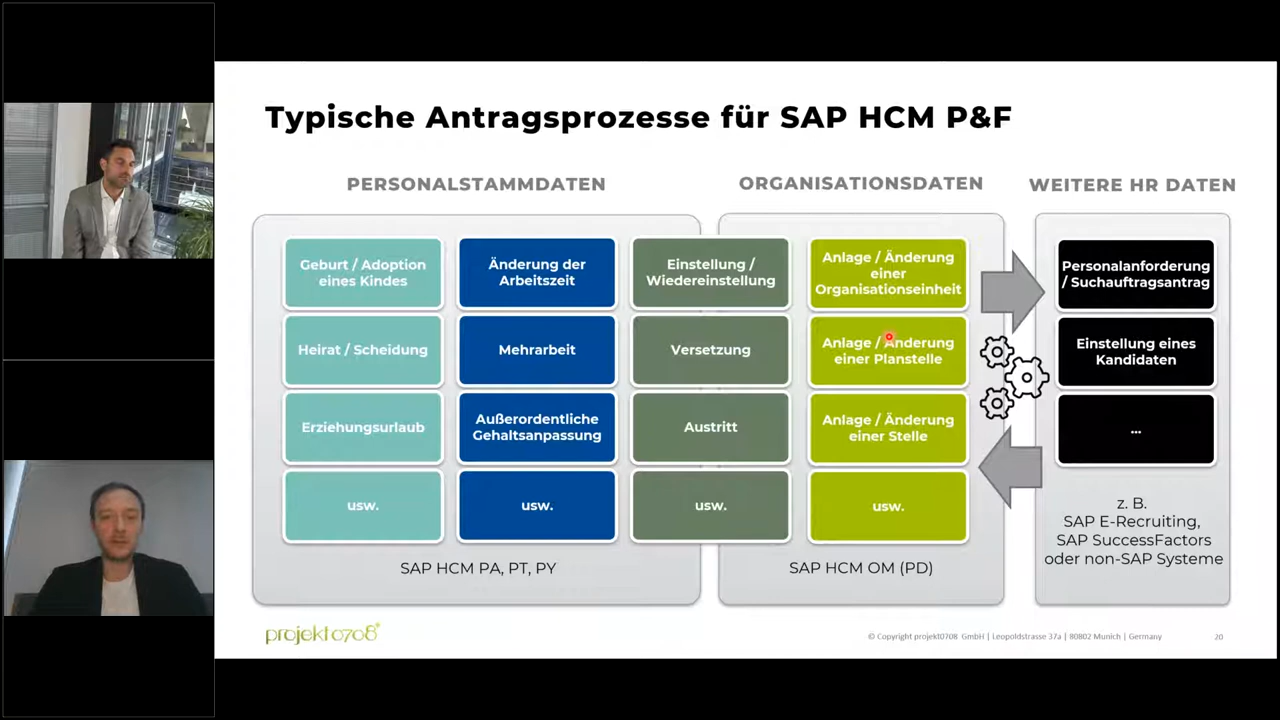 Typische Antragsprozesse für SAP HCM P&F
PERSONALSTAMMDATEN
ORGANISATIONSDATEN
WEITERE HR DATEN
Geburt / Adoption
eines Kindes
Änderung der
Arbeitszeit
Einstellung /
Wiedereinstellung
Anlage / Änderung
einer
Organisationseinheit
Personalanforderung
/ Suchauftragsantrag
Heirat / Scheidung
Mehrarbeit
Versetzung
Anlage / Änderung
einer Planstelle
Einstellung eines
Kandidaten
Erziehungsurlaub
Außerordentliche
Gehaltsanpassung
Austritt
Anlage / Änderung
einer Stelle
...
usw.
usw.
usw.
usw.
z. B.
SAP E-Recruiting,
SAP SuccessFactors
oder non-SAP Systeme
SAP HCM PA, PT, PY
SAP HCM OM (PD)
projekt0708®
© Copyright projekt0708 GmbH | Leopoldstrasse 37a | 80802 Munich | Germany
20